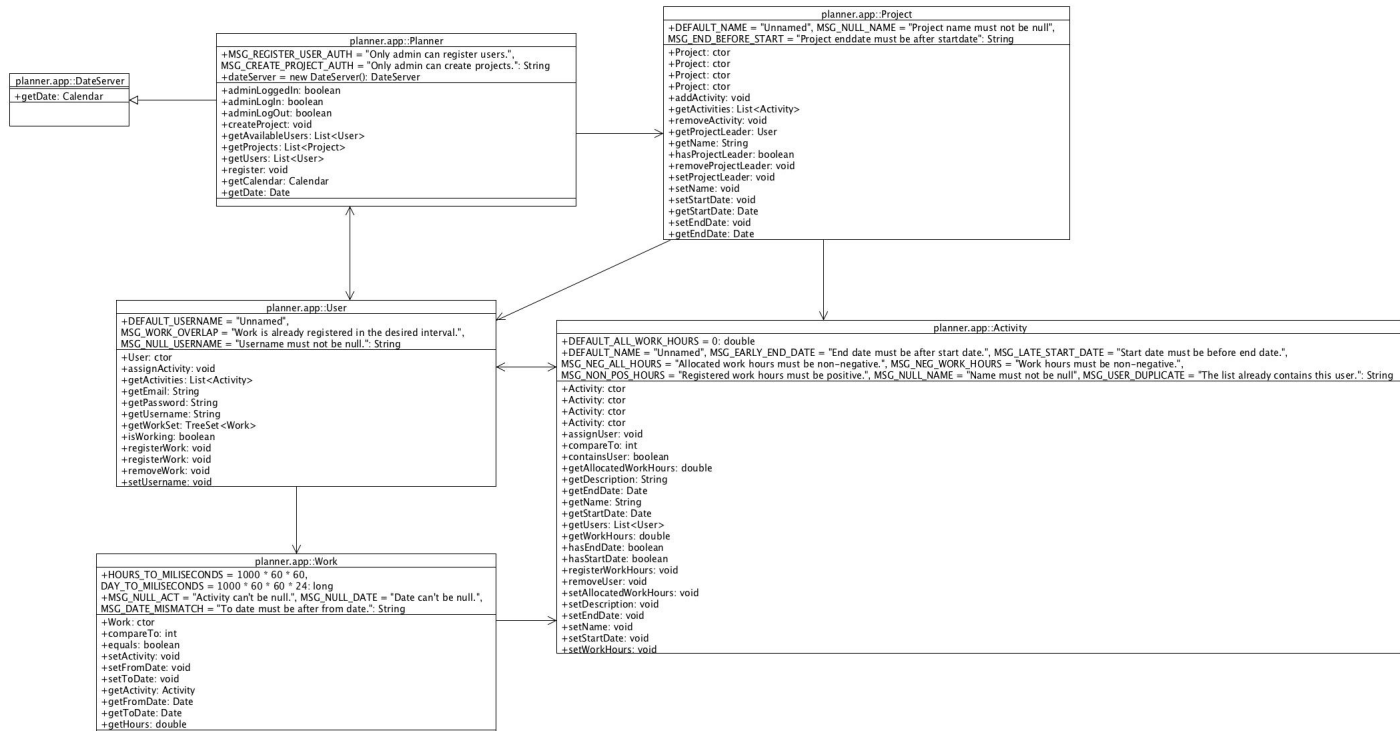 planner.app::DateServer
+getDate: Calendar
planner.app::Planner
+MSG_REGISTER_USER_AUTH = "Only admin can register users.",
MSG_CREATE_PROJECT_AUTH = "Only admin can create projects.": String
+dateServer = new DateServer(): DateServer
+adminLoggedIn: boolean
+adminLogIn: boolean
+adminLogOut: boolean
+createProject: void
+getAvailableUsers: List<User>
+getProjects: List<Project>
+getUsers: List<User>
+register: void
+getCalendar: Calendar
+getDate: Date
planner.app::Project
+DEFAULT_NAME = "Unnamed", MSG_NULL_NAME = "Project name must not be null",
MSG_END_BEFORE_START = "Project enddate must be after startdate": String
+Project: ctor
+Project: ctor
+Project: ctor
+Project: ctor
+addActivity: void
+getActivities: List<Activity>
+removeActivity: void
+getProjectLeader: User
+getName: String
+hasProjectLeader: boolean
+removeProjectLeader: void
+setProjectLeader: void
+setName: void
+setStartDate: void
+getStartDate: Date
+setEndDate: void
+getEndDate: Date
planner.app::User
+DEFAULT_USERNAME = "Unnamed",
MSG_WORK_OVERLAP = "Work is already registered in the desired interval.",
MSG_NULL_USERNAME = "Username must not be null.": String
+User: ctor
+assignActivity: void
+getActivities: List<Activity>
+getEmail: String
+getPassword: String
+getUsername: String
+getWorkSet: TreeSet<Work>
+isWorking: boolean
+registerWork: void
+registerWork: void
+removeWork: void
+setUsername: void
planner.app::Activity
+DEFAULT_ALL_WORK_HOURS = 0: double
+DEFAULT_NAME = "Unnamed", MSG_EARLY_END_DATE = "End date must be after start date.", MSG_LATE_START_DATE = "Start date must be before end date.",
MSG_NEG_ALL_HOURS = "Allocated work hours must be non-negative.", MSG_NEG_WORK_HOURS = "Work hours must be non-negative.",
MSG_NON_POS_HOURS = "Registered work hours must be positive.", MSG_NULL_NAME = "Name must not be null", MSG_USER_DUPLICATE = "The list already contains this user.": String
+Activity: ctor
+Activity: ctor
+Activity: ctor
+Activity: ctor
+assignUser: void
+compareTo: int
+containsUser: boolean
+getAllocatedWorkHours: double
+getDescription: String
+getEndDate: Date
+getName: String
+getStartDate: Date
+getUsers: List<User>
+getWorkHours: double
+hasEndDate: boolean
+hasStartDate: boolean
+registerWorkHours: void
+removeUser: void
+setAllocatedWorkHours: void
+setDescription: void
+setEndDate: void
+setName: void
+setStartDate: void
+setWorkHours: void
planner.app::Work
+HOURS_TO_MILISECONDS = 1000 * 60 * 60,
DAY_TO_MILISECONDS = 1000 * 60 * 60 * 24: long
+MSG_NULL_ACT = "Activity can't be null.", MSG_NULL_DATE = "Date can't be null.",
MSG_DATE_MISMATCH = "To date must be after from date.": String
+Work: ctor
+compareTo: int
+equals: boolean
+setActivity: void
+setFromDate: void
+setToDate: void
+getActivity: Activity
+getFromDate: Date
+getToDate: Date
+getHours: double